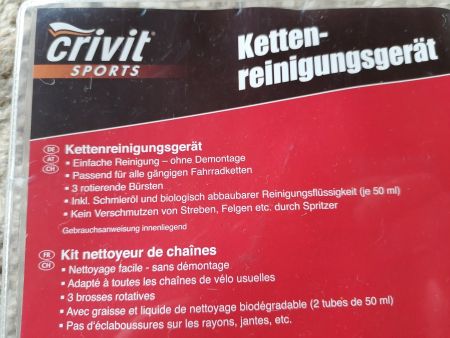 crivit
SPORTS
Ketten-
reinigungsgerät
DE Kettenreinigungsgerät
AT ▪ Einfache Reinigung – ohne Demontage
CH ▪ Passend für alle gängigen Fahrradketten
▪ 3 rotierende Bürsten
▪ Inkl. Schmieröl und biologisch abbaubarer Reinigungsflüssigkeit (je 50 ml)
▪ Kein Verschmutzen von Streben, Felgen etc. durch Spritzer
Gebrauchsanweisung innenliegend
FR Kit nettoyeur de chaînes
CH ▪ Nettoyage facile - sans démontage
▪ Adapté à toutes les chaînes de vélo usuelles
▪ 3 brosses rotatives
▪ Avec graisse et liquide de nettoyage biodégradable (2 tubes de 50 ml)
▪ Pas d'éclaboussures sur les rayons, jantes, etc.